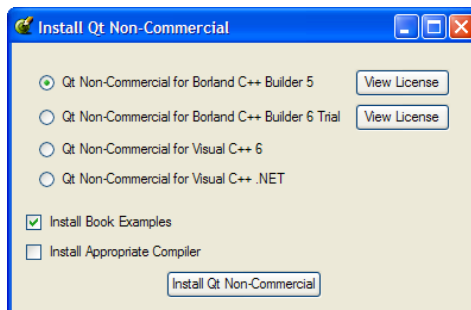 Install Qt Non-Commercial
Qt Non-Commercial for Borland C++ Builder 5 View License
Qt Non-Commercial for Borland C++ Builder 6 Trial View License
Qt Non-Commercial for Visual C++ 6
Qt Non-Commercial for Visual C++ .NET
Install Book Examples
Install Appropriate Compiler
Install Qt Non-Commercial